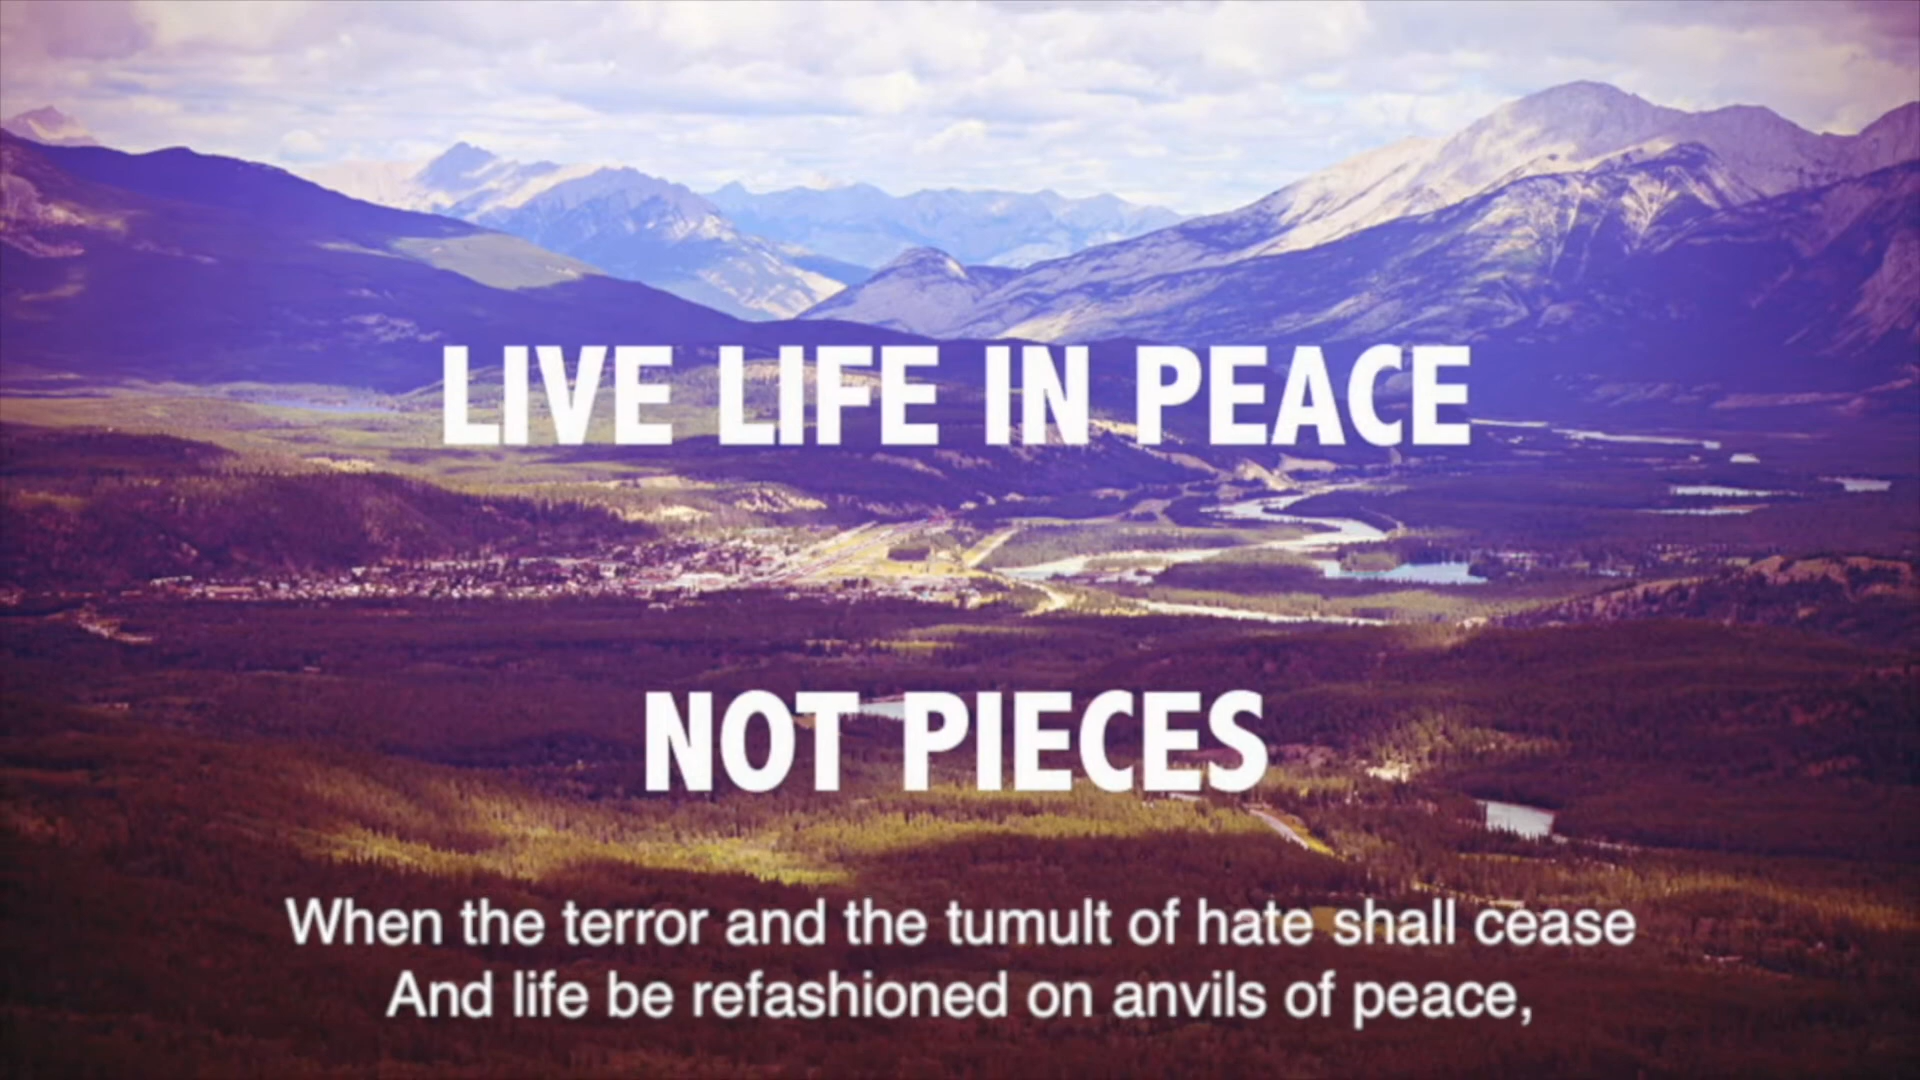 LIVE LIFE IN PEACE
NOT PIECES
When the terror and the tumult of hate shall cease
And life be refashioned on anvils of peace,